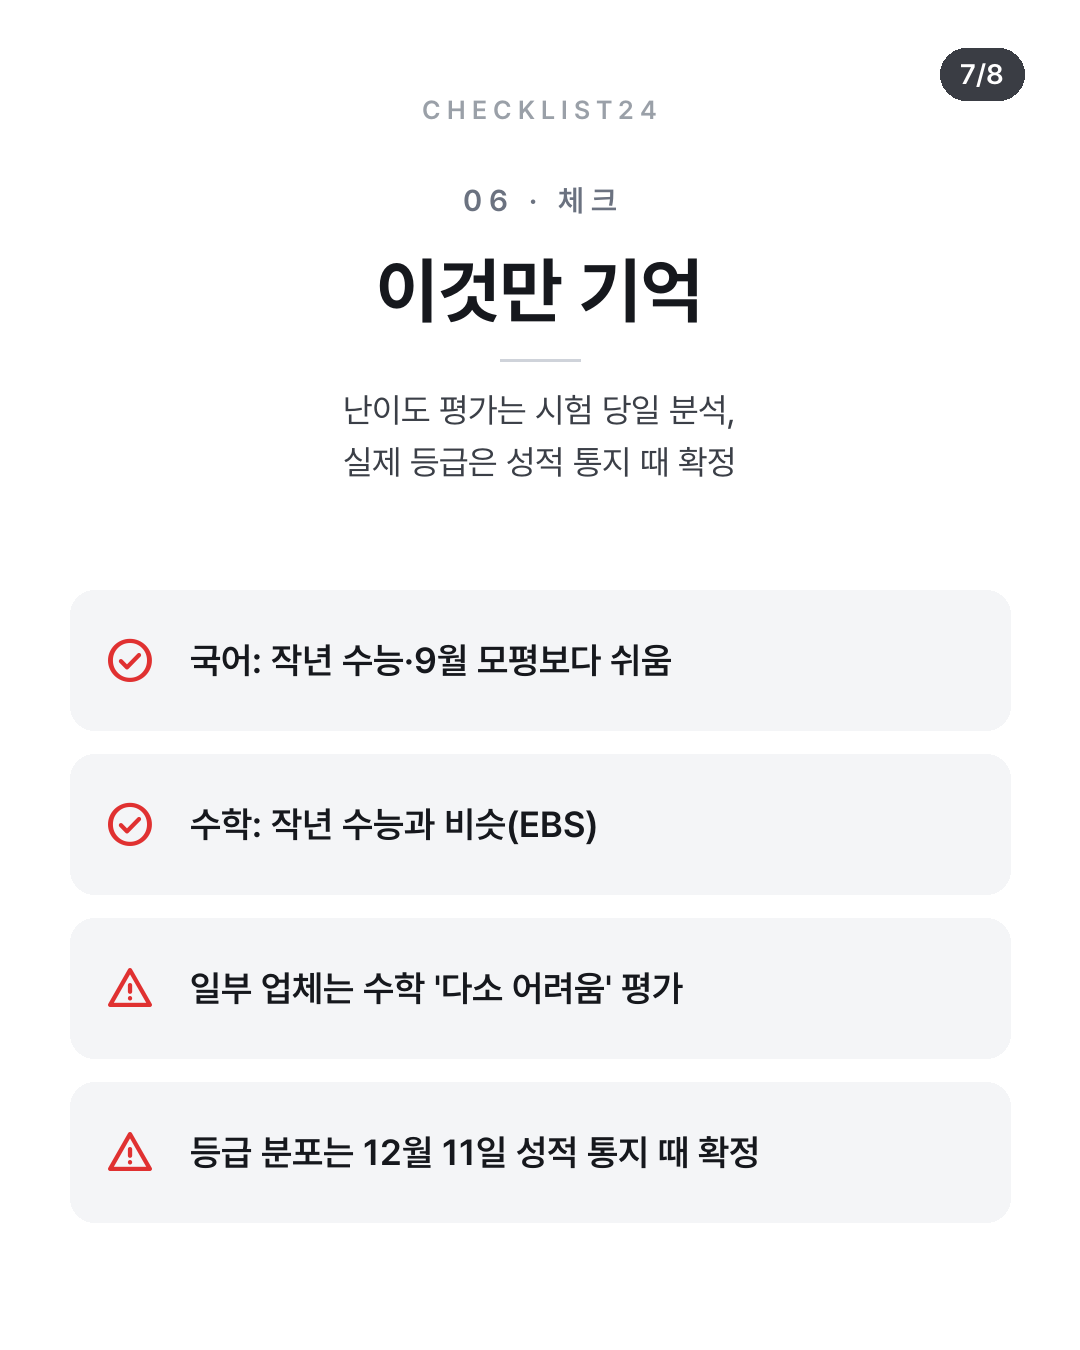 7/8
CHECKLIST24
06 · 체크
이것만 기억
난이도 평가는 시험 당일 분석,
실제 등급은 성적 통지 때 확정
국어: 작년 수능·9월 모평보다 쉬움
수학: 작년 수능과 비슷(EBS)
일부 업체는 수학 '다소 어려움' 평가
등급 분포는 12월 11일 성적 통지 때 확정